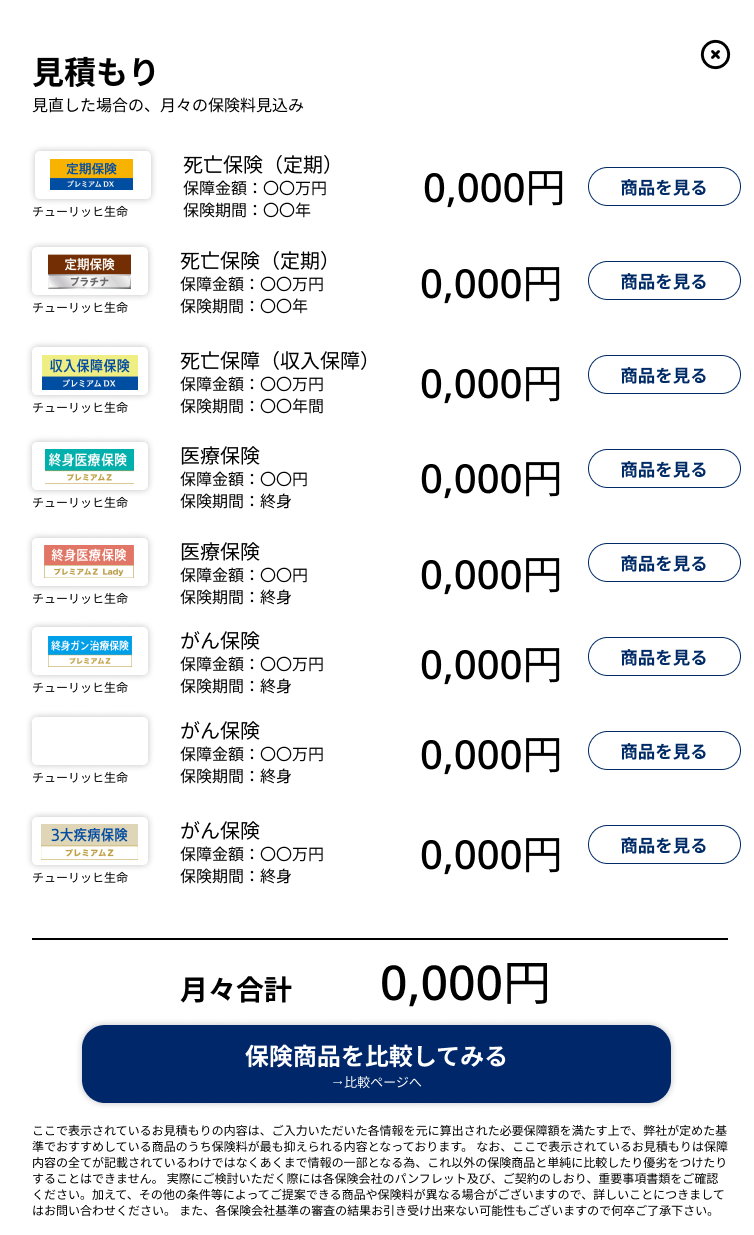 見積もり
見直した場合の、月々の保険料見込み
定期保険
プレミアム DX
チューリッヒ生命
死亡保険（定期）
保障金額：〇〇万円
保険期間：〇〇年
0,000円
商品を見る
定期保険
プラチナ
チューリッヒ生命
死亡保険（定期）
保障金額：〇〇万円
保険期間：〇〇年
0,000円
商品を見る
収入保障保険
プレミアム DX
チューリッヒ生命
死亡保障（収入保障）
保障金額：〇〇万円
保険期間：〇〇年間
0,000円
商品を見る
終身医療保険
プレミアムZ
チューリッヒ生命
医療保険
保障金額：〇〇円
保険期間：終身
0,000円
商品を見る
終身医療保険
プレミアムZ Lady
チューリッヒ生命
医療保険
保障金額：〇〇円
保険期間：終身
0,000円
商品を見る
終身ガン治療保険
プレミアムZ
チューリッヒ生命
がん保険
保障金額：〇〇万円
保険期間：終身
0,000円
商品を見る
チューリッヒ生命
がん保険
保障金額：〇〇万円
保険期間：終身
0,000円
商品を見る
3大疾病保険
プレミアムZ
チューリッヒ生命
がん保険
保障金額：〇〇万円
保険期間：終身
0,000円
商品を見る
月々合計
0,000円
保険商品を比較してみる
→比較ページへ
ここで表示されているお見積もりの内容は、ご入力いただいた各情報を元に算出された必要保障額を満たす上で、弊社が定めた基
準でおすすめしている商品のうち保険料が最も抑えられる内容となっております。 なお、ここで表示されているお見積もりは保障
内容の全てが記載されているわけではなくあくまで情報の一部となる為、これ以外の保険商品と単純に比較したり優劣をつけたり
することはできません。 実際にご検討いただく際には各保険会社のパンフレット及び、ご契約のしおり、重要事項書類をご確認
ください。加えて、その他の条件等によってご提案できる商品や保険料が異なる場合がございますので、詳しいことにつきまして
はお問い合わせください。 また、各保険会社基準の審査の結果お引き受け出来ない可能性もございますので何卒ご了承下さい。